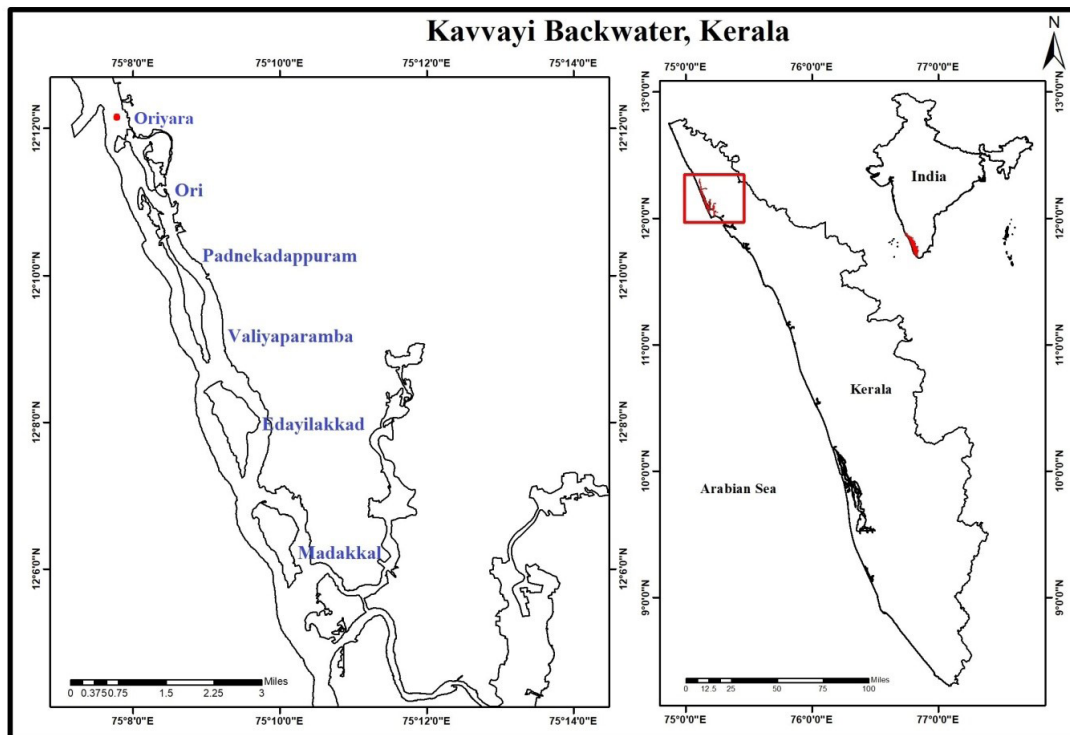 Kavvayi Backwater, Kerala
N
75°8'0"E
75°10'0"E
75°12'0"E
75°14'0"E
12°12'0"N
12°10'0"N
12°8'0"N
12°6'0"N
Oriyara
Ori
Padnekadappuram
Valiyaparamba
Edayilakkad
Madakkal
12°12'0"N
12°10'0"N
12°8'0"N
12°6'0"N
0 0.375 0.75 1.5 2.25 3 Miles
75°8'0"E
75°10'0"E
75°12'0"E
75°14'0"E
75°0'0"E
76°0'0"E
77°0'0"E
13°0'0"N
12°0'0"N
11°0'0"N
10°0'0"N
9°0'0"N
India
Kerala
Arabian Sea
13°0'0"N
12°0'0"N
11°0'0"N
10°0'0"N
9°0'0"N
0 12.5 25 50 75 100 Miles
75°0'0"E
76°0'0"E
77°0'0"E